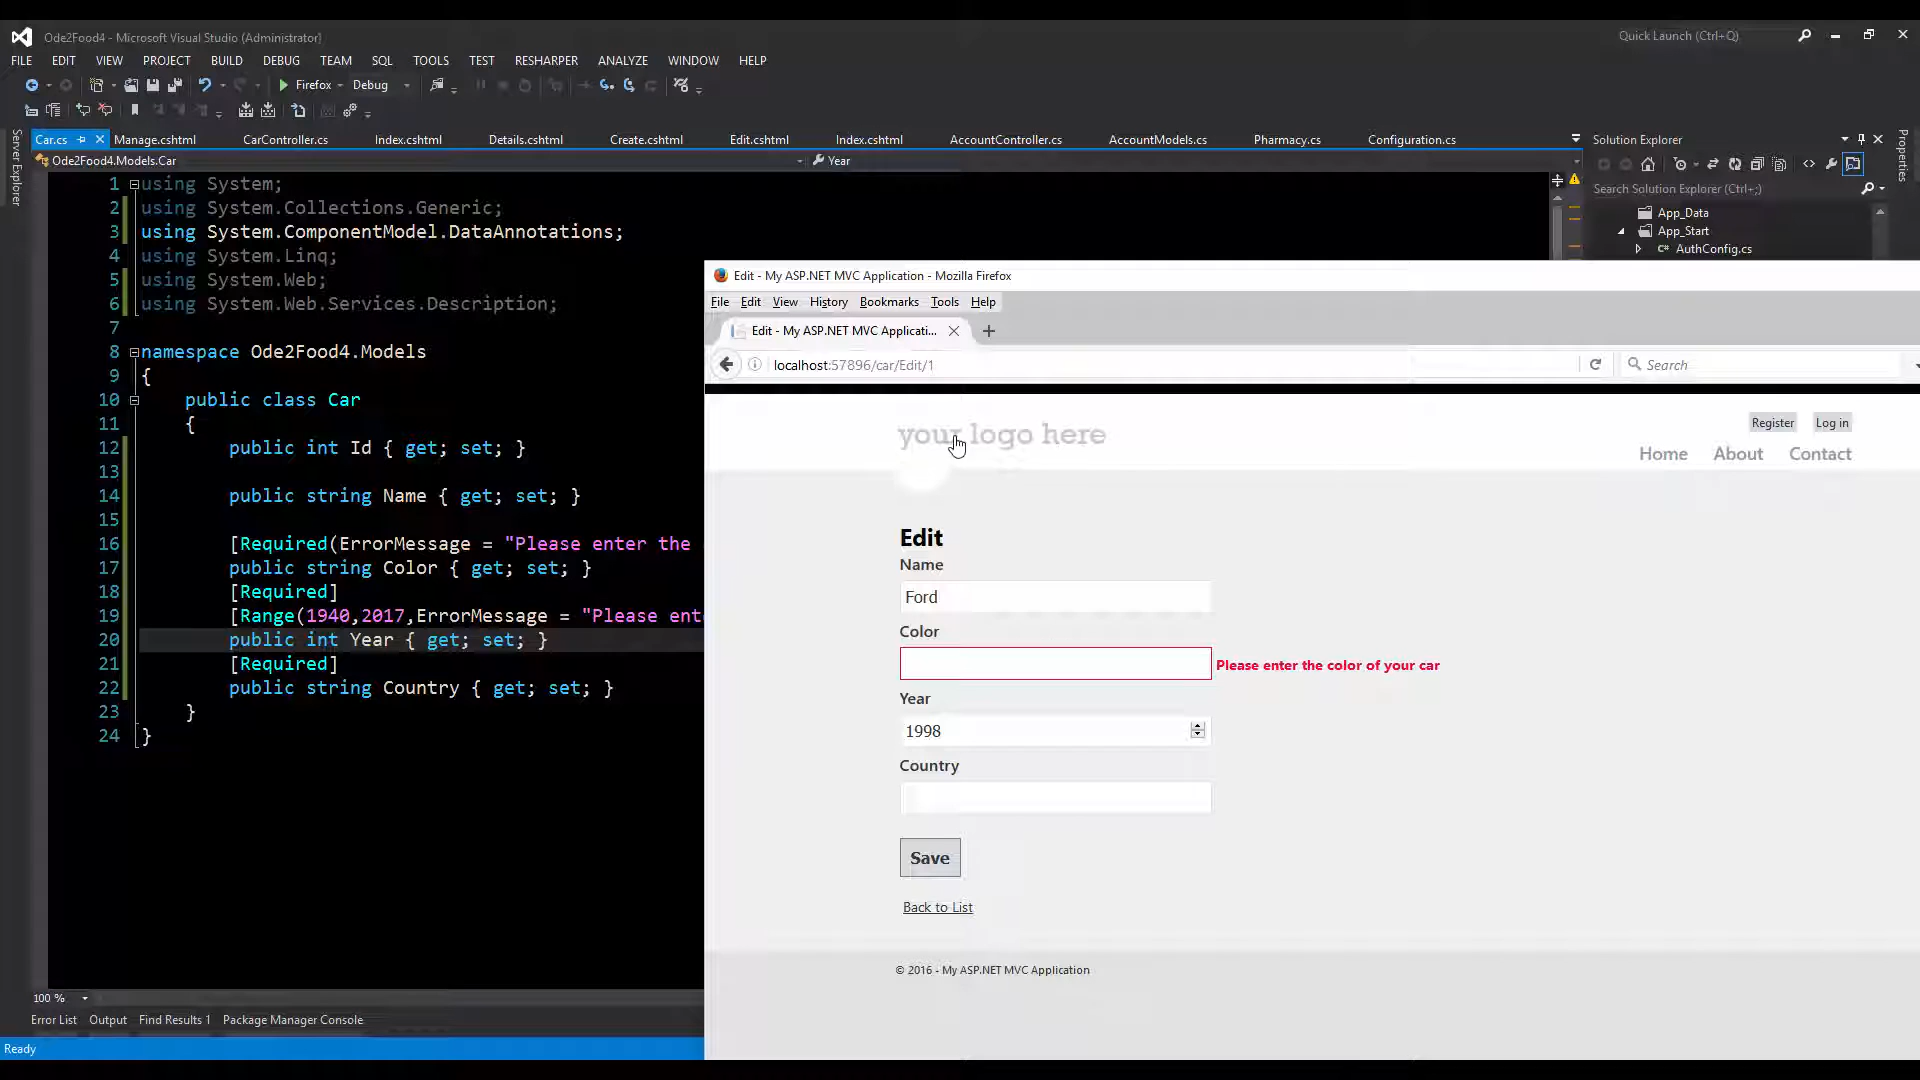 Ode2Food4 - Microsoft Visual Studio (Administrator)
Quick Launch (Ctrl+Q)
FILE EDIT VIEW PROJECT BUILD DEBUG TEAM SQL TOOLS TEST RESHARPER ANALYZE WINDOW HELP
Firefox Debug
Server Explorer
Car.cs Manage.cshtml CarController.cs Index.cshtml Details.cshtml Create.cshtml Edit.cshtml Index.cshtml AccountController.cs AccountModels.cs Pharmacy.cs Configuration.cs
Ode2Food4.Models.Car Year
1 using System;
2 using System.Collections.Generic;
3 using System.ComponentModel.DataAnnotations;
4 using System.Linq;
5 using System.Web;
6 using System.Web.Services.Description;
7
8 namespace Ode2Food4.Models
9 {
10 public class Car
11 {
12 public int Id { get; set; }
13
14 public string Name { get; set; }
15
16 [Required(ErrorMessage = "Please enter the
17 public string Color { get; set; }
18 [Required]
19 [Range(1940,2017,ErrorMessage = "Please ent
20 public int Year { get; set; }
21 [Required]
22 public string Country { get; set; }
23 }
24 }
100 %
Error List Output Find Results 1 Package Manager Console
Ready
Solution Explorer
Search Solution Explorer (Ctrl+;)
App_Data
App_Start
C# AuthConfig.cs
Properties
Edit - My ASP.NET MVC Application - Mozilla Firefox
File Edit View History Bookmarks Tools Help
Edit - My ASP.NET MVC Applicati...
localhost:57896/car/Edit/1
Search
your logo here
Register Log in
Home About Contact
Edit
Name
Ford
Color
Please enter the color of your car
Year
1998
Country
Save
Back to List
© 2016 - My ASP.NET MVC Application